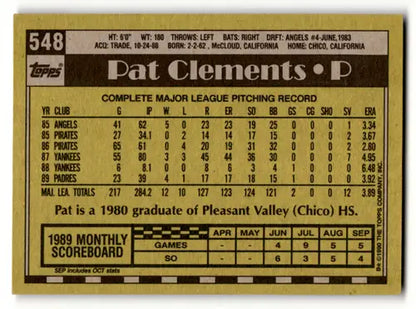 548
HT: 6'0" WT: 180 THROWS: LEFT BATS: RIGHT DRFT: ANGELS #4-JUNE, 1983
ACQ: TRADE, 10-24-88 BORN: 2-2-62, McCLOUD, CALIFORNIA HOME: CHICO, CALIFORNIA
Topps
Pat Clements • P
COMPLETE MAJOR LEAGUE PITCHING RECORD
YR CLUB G IP W L R ER SO BB GS CG SHO SV ERA
85 ANGELS 41 62 5 0 23 23 19 25 0 0 0 1 3.34
85 PIRATES 27 34.1 0 2 14 14 17 15 0 0 0 2 3.67
86 PIRATES 65 61 0 4 20 19 31 32 0 0 0 2 2.80
87 YANKEES 55 80 3 3 45 44 36 30 0 0 0 7 4.95
88 YANKEES 6 8.1 0 0 8 6 3 4 1 0 0 0 6.48
89 PADRES 23 39 4 1 17 17 18 15 1 0 0 0 3.92
MAJ. LEA. TOTALS 217 284.2 12 10 127 123 124 121 2 0 0 12 3.89
Pat is a 1980 graduate of Pleasant Valley (Chico) HS.
1989 MONTHLY SCOREBOARD
APR MAY JUN JUL AUG SEP
GAMES 4 9 5 5
SO 6 3 5 4
SEP includes OCT stats
© 1990 THE TOPPS COMPANY, INC.